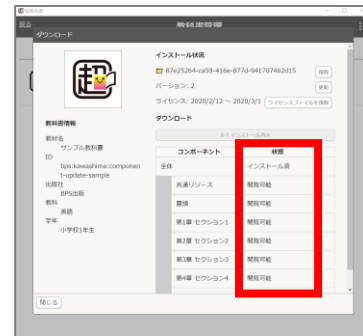 戻る
教科書管理
ダウンロード
超
インストール状況
87e25264-ca59-416e-877d-941707462d15
削除
バージョン: 2
更新
ライセンス: 2020/2/12 ～ 2020/3/1
ライセンスファイルを削除
教科書情報
ダウンロード
教材名
サンプル教科書
全てインストール済み
ID
bps:kawashima:componen
t-update-sample
出版社
BPS出版
教科
英語
学年
小学校1年生
コンポーネント
状態
全体
インストール済
共通リソース
閲覧可能
冒頭
閲覧可能
第1章 セクション1
閲覧可能
第2章 セクション2
閲覧可能
第3章 セクション3
閲覧可能
第4章 セクション4
閲覧可能
閉じる